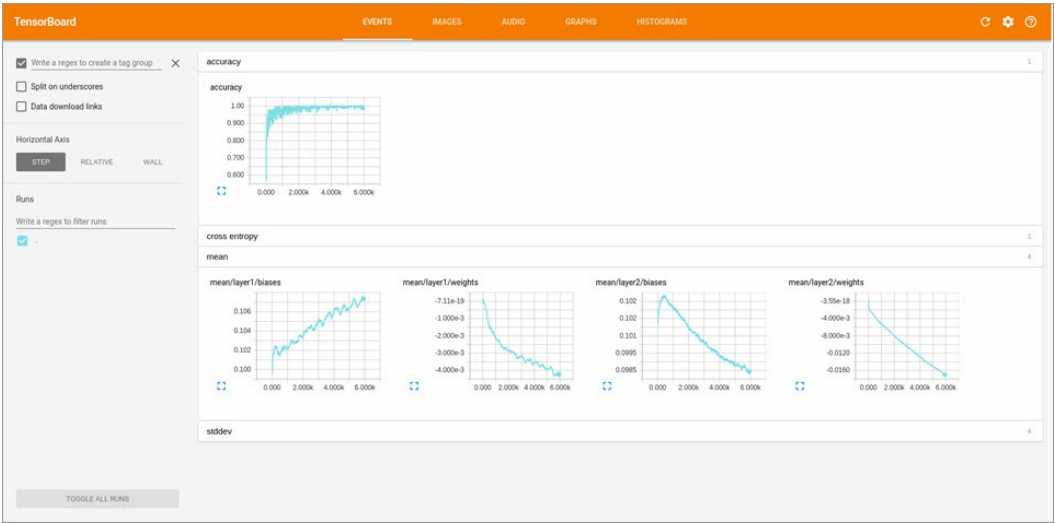 TensorBoard
EVENTS IMAGES AUDIO GRAPHS HISTOGRAMS
Write a regex to create a tag group
Split on underscores
Data download links
Horizontal Axis
STEP RELATIVE WALL
Runs
Write a regex to filter runs
.
TOGGLE ALL RUNS
accuracy 1
accuracy
1.00
0.900
0.800
0.700
0.600
0.000 2.000k 4.000k 6.000k
cross entropy 1
mean 4
mean/layer1/biases
0.106
0.104
0.102
0.100
0.000 2.000k 4.000k 6.000k
mean/layer1/weights
-7.11e-19
-1.000e-3
-2.000e-3
-3.000e-3
-4.000e-3
0.000 2.000k 4.000k 6.000k
mean/layer2/biases
0.102
0.102
0.101
0.0995
0.0985
0.000 2.000k 4.000k 6.000k
mean/layer2/weights
-3.55e-18
-4.000e-3
-8.000e-3
-0.0120
-0.0160
0.000 2.000k 4.000k 6.000k
stddev 4